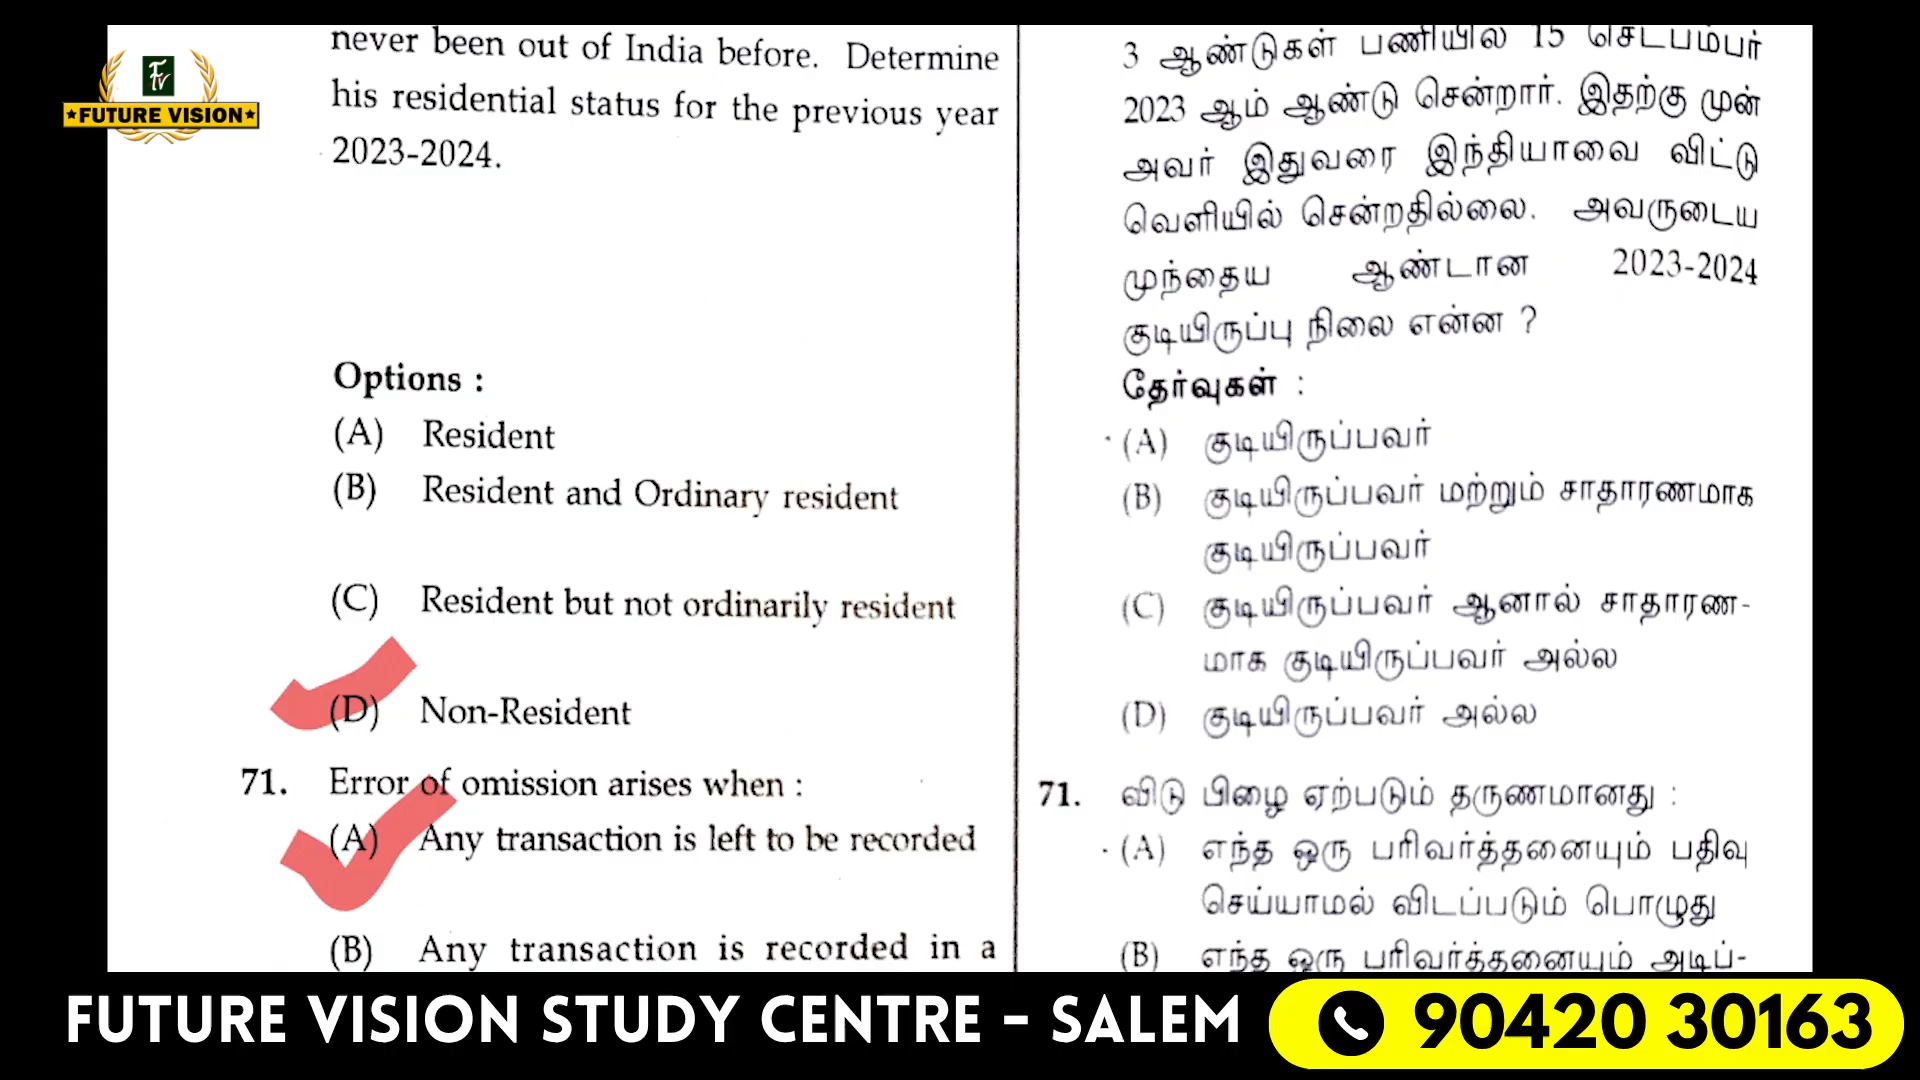 FUTURE VISION
never been out of India before. Determine
his residential status for the previous year
2023-2024.
Options :
(A) Resident
(B) Resident and Ordinary resident
(C) Resident but not ordinarily resident
(D) Non-Resident
71. Error of omission arises when :
(A) Any transaction is left to be recorded
(B) Any transaction is recorded in a
3 ஆண்டுகள் பணியில் 15 செப்டம்பர்
2023 ஆம் ஆண்டு சென்றார். இதற்கு முன்
அவர் இதுவரை இந்தியாவை விட்டு
வெளியில் சென்றதில்லை. அவருடைய
முந்தைய ஆண்டான 2023-2024
குடியிருப்பு நிலை என்ன ?
தேர்வுகள் :
(A) குடியிருப்பவர்
(B) குடியிருப்பவர் மற்றும் சாதாரணமாக
குடியிருப்பவர்
(C) குடியிருப்பவர் ஆனால் சாதாரண-
மாக குடியிருப்பவர் அல்ல
(D) குடியிருப்பவர் அல்ல
71. விடு பிழை ஏற்படும் தருணமானது :
(A) எந்த ஒரு பரிவர்த்தனையும் பதிவு
செய்யாமல் விடப்படும் பொழுது
(B) எந்த ஒரு பரிவர்த்தனையும் அடிப்-
FUTURE VISION STUDY CENTRE - SALEM
90420 30163